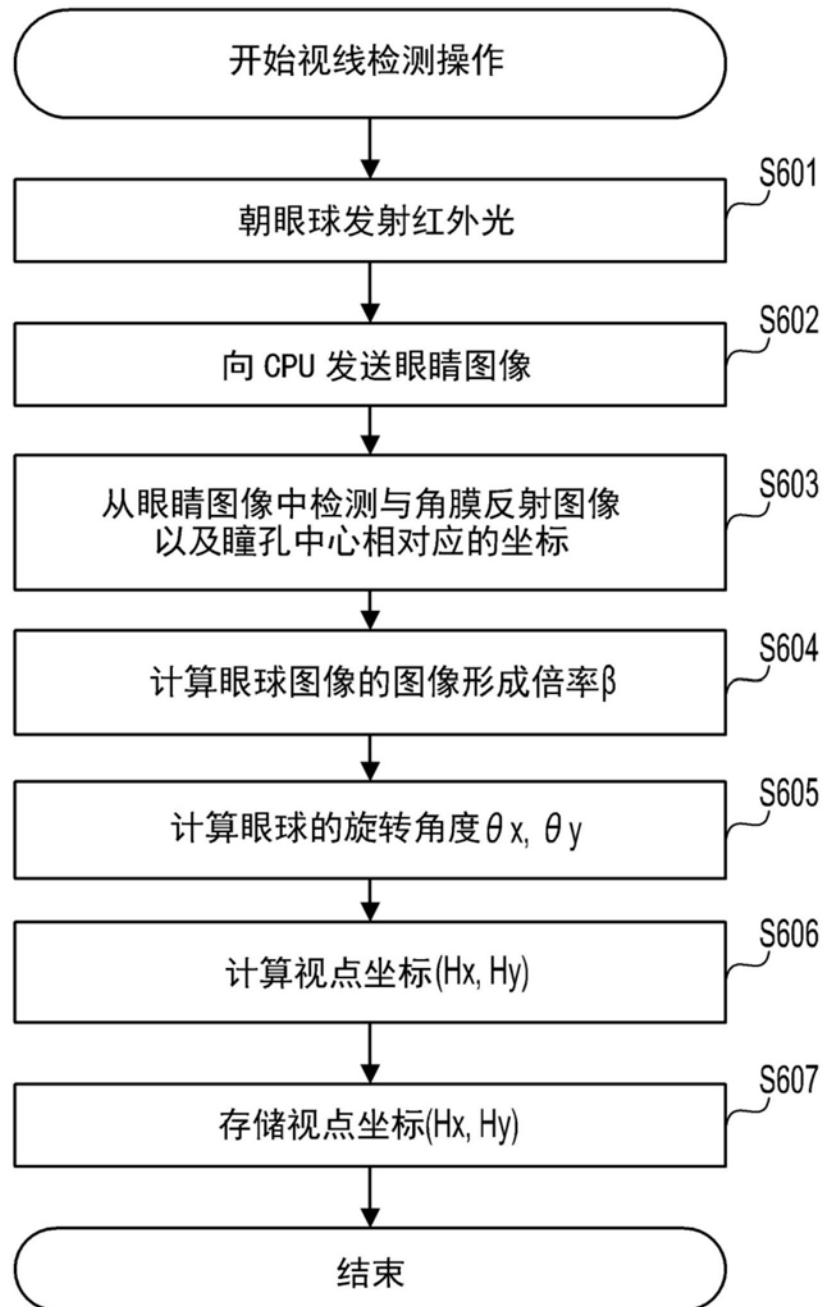 开始视线检测操作
S601
朝眼球发射红外光
S602
向 CPU 发送眼睛图像
S603
从眼睛图像中检测与角膜反射图像
以及瞳孔中心相对应的坐标
S604
计算眼球图像的图像形成倍率β
S605
计算眼球的旋转角度θx, θy
S606
计算视点坐标(Hx, Hy)
S607
存储视点坐标(Hx, Hy)
结束